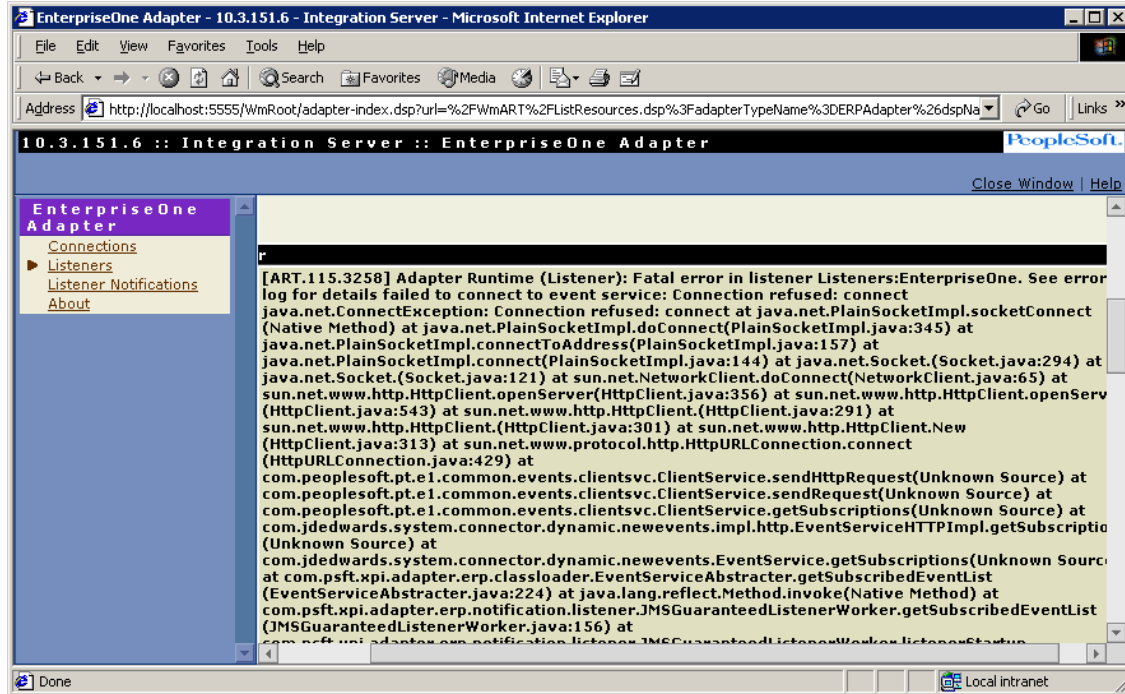 EnterpriseOne Adapter - 10.3.151.6 - Integration Server - Microsoft Internet Explorer
File Edit View Favorites Tools Help
Back Search Favorites Media
Address http://localhost:5555/WmRoot/adapter-index.dsp?url=%2FWmART%2FListResources.dsp%3FadapterTypeName%3DERPAdapter%26dspNa Go Links »
10.3.151.6 :: Integration Server :: EnterpriseOne Adapter
PeopleSoft.
Close Window | Help
EnterpriseOne
Adapter
Connections
Listeners
Listener Notifications
About
r
[ART.115.3258] Adapter Runtime (Listener): Fatal error in listener Listeners:EnterpriseOne. See error
log for details failed to connect to event service: Connection refused: connect
java.net.ConnectException: Connection refused: connect at java.net.PlainSocketImpl.socketConnect
(Native Method) at java.net.PlainSocketImpl.doConnect(PlainSocketImpl.java:345) at
java.net.PlainSocketImpl.connectToAddress(PlainSocketImpl.java:157) at
java.net.PlainSocketImpl.connect(PlainSocketImpl.java:144) at java.net.Socket.(Socket.java:294) at
java.net.Socket.(Socket.java:121) at sun.net.NetworkClient.doConnect(NetworkClient.java:65) at
sun.net.www.http.HttpClient.openServer(HttpClient.java:356) at sun.net.www.http.HttpClient.openServ
(HttpClient.java:543) at sun.net.www.http.HttpClient.(HttpClient.java:291) at
sun.net.www.http.HttpClient.(HttpClient.java:301) at sun.net.www.http.HttpClient.New
(HttpClient.java:313) at sun.net.www.protocol.http.HttpURLConnection.connect
(HttpURLConnection.java:429) at
com.peoplesoft.pt.e1.common.events.clientsvc.ClientService.sendHttpRequest(Unknown Source) at
com.peoplesoft.pt.e1.common.events.clientsvc.ClientService.sendRequest(Unknown Source) at
com.peoplesoft.pt.e1.common.events.clientsvc.ClientService.getSubscriptions(Unknown Source) at
com.jdedwards.system.connector.dynamic.newevents.impl.http.EventServiceHTTPImpl.getSubscriptio
(Unknown Source) at
com.jdedwards.system.connector.dynamic.newevents.EventService.getSubscriptions(Unknown Sourc
at com.psft.xpi.adapter.erp.classloader.EventServiceAbstracter.getSubscribedEventList
(EventServiceAbstracter.java:224) at java.lang.reflect.Method.invoke(Native Method) at
com.psft.xpi.adapter.erp.notification.listener.JMSGuaranteedListenerWorker.getSubscribedEventList
(JMSGuaranteedListenerWorker.java:156) at
com.psft.xpi.adapter.erp.notification.listener.JMSGuaranteedListenerWorker.listenerStartup
Done
Local intranet